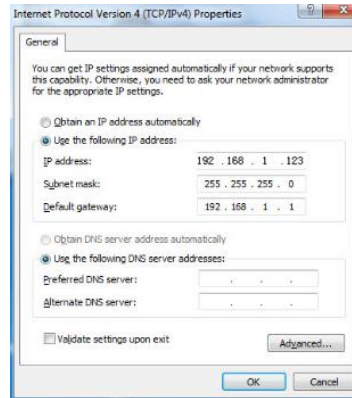 Internet Protocol Version 4 (TCP/IPv4) Properties
General
You can get IP settings assigned automatically if your network supports
this capability. Otherwise, you need to ask your network administrator
for the appropriate IP settings.
Obtain an IP address automatically
Use the following IP address:
IP address: 192 . 168 . 1 . 123
Subnet mask: 255 . 255 . 255 . 0
Default gateway: 192 . 168 . 1 . 1
Obtain DNS server address automatically
Use the following DNS server addresses:
Preferred DNS server: . . .
Alternate DNS server: . . .
Validate settings upon exit
Advanced...
OK Cancel